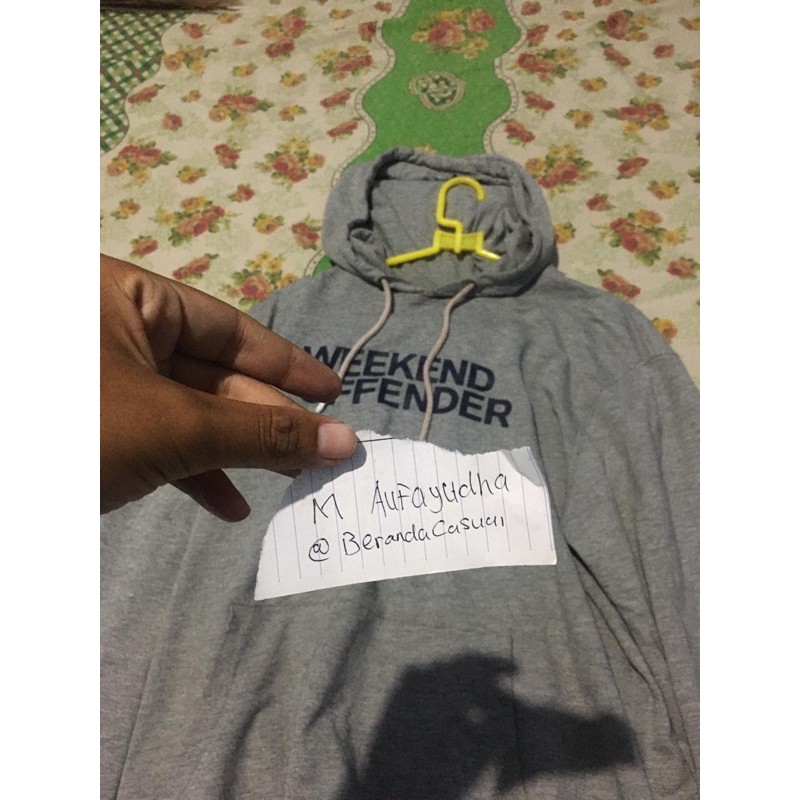 WEEKEND
OFFENDER
M Aufayudha
@BerandaCasual